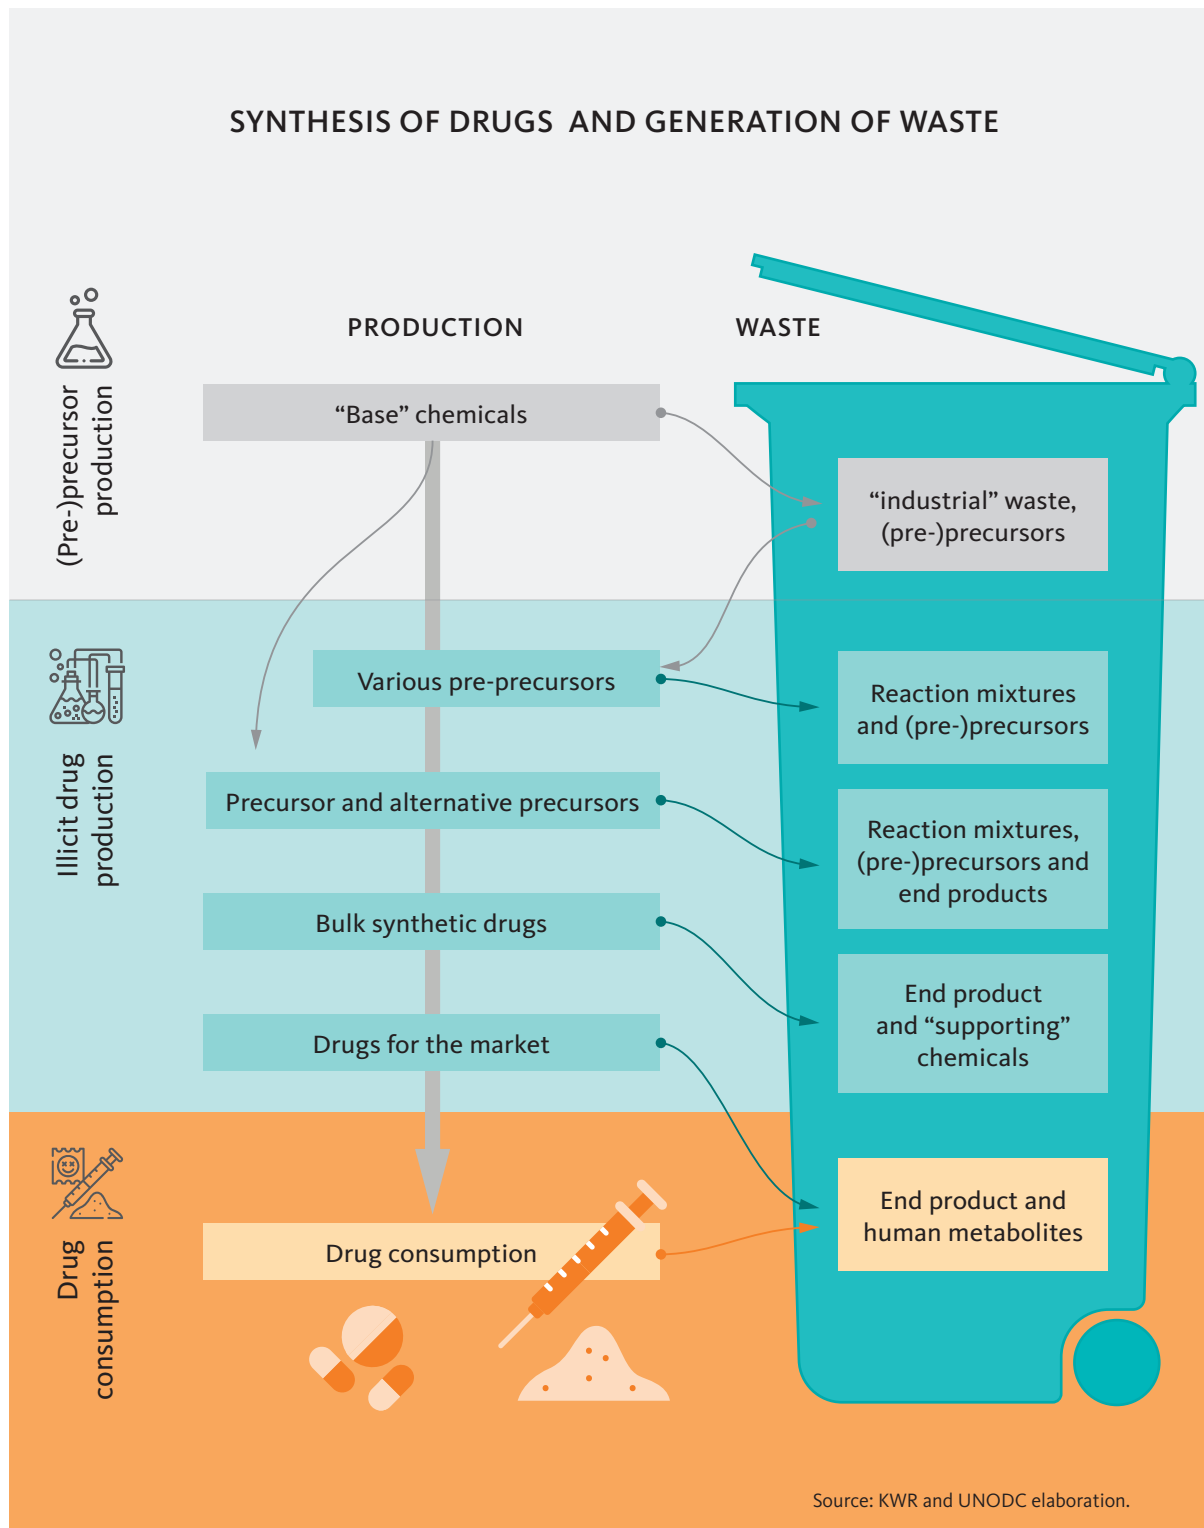 SYNTHESIS OF DRUGS AND GENERATION OF WASTE
PRODUCTION
WASTE
(Pre-)precursor
production
“Base” chemicals
“industrial” waste,
(pre-)precursors
Illicit drug
production
Various pre-precursors
Reaction mixtures
and (pre-)precursors
Precursor and alternative precursors
Reaction mixtures,
(pre-)precursors and
end products
Bulk synthetic drugs
End product
and “supporting”
chemicals
Drugs for the market
Drug
consumption
Drug consumption
End product and
human metabolites
Source: KWR and UNODC elaboration.